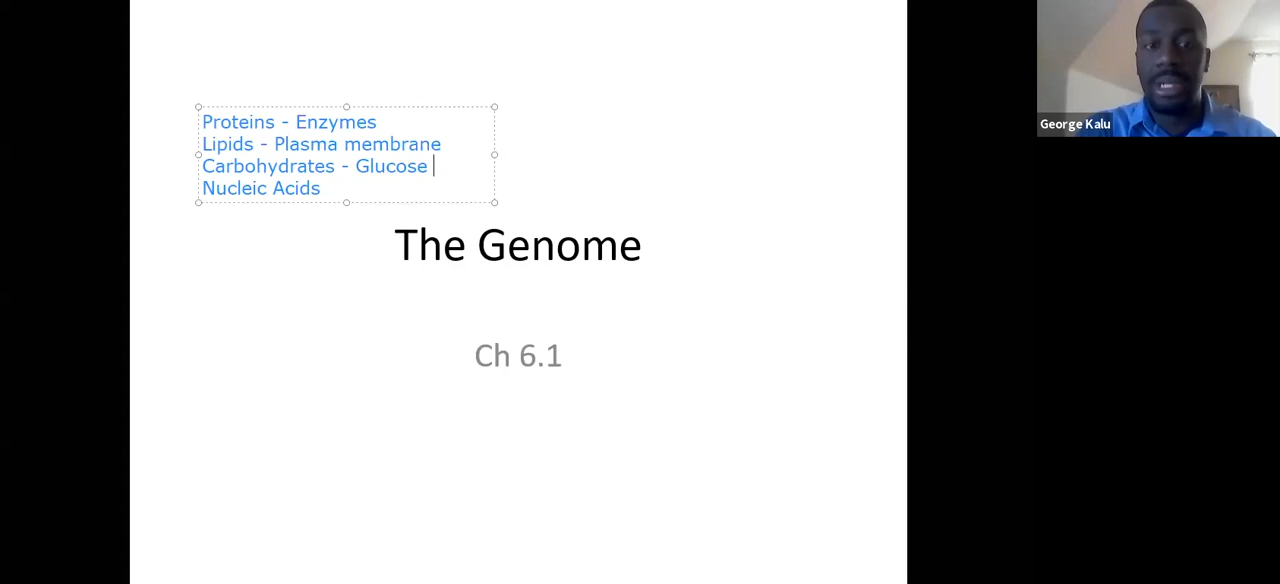 Proteins - Enzymes
Lipids - Plasma membrane
Carbohydrates - Glucose
Nucleic Acids
The Genome
Ch 6.1
George Kalu